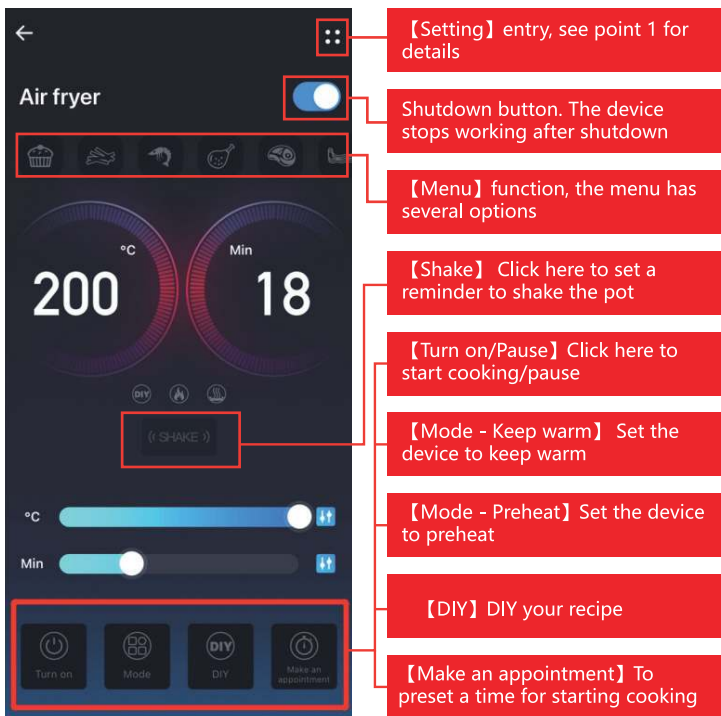 Air fryer
°C
Min
200
18
DIY
((SHAKE))
°C
Min
Turn on
Mode
DIY
DIY
Make an
appointment
【Setting】entry, see point 1 for
details
Shutdown button. The device
stops working after shutdown
【Menu】function, the menu has
several options
【Shake】 Click here to set a
reminder to shake the pot
【Turn on/Pause】Click here to
start cooking/pause
【Mode - Keep warm】 Set the
device to keep warm
【Mode - Preheat】Set the device
to preheat
【DIY】DIY your recipe
【Make an appointment】To
preset a time for starting cooking